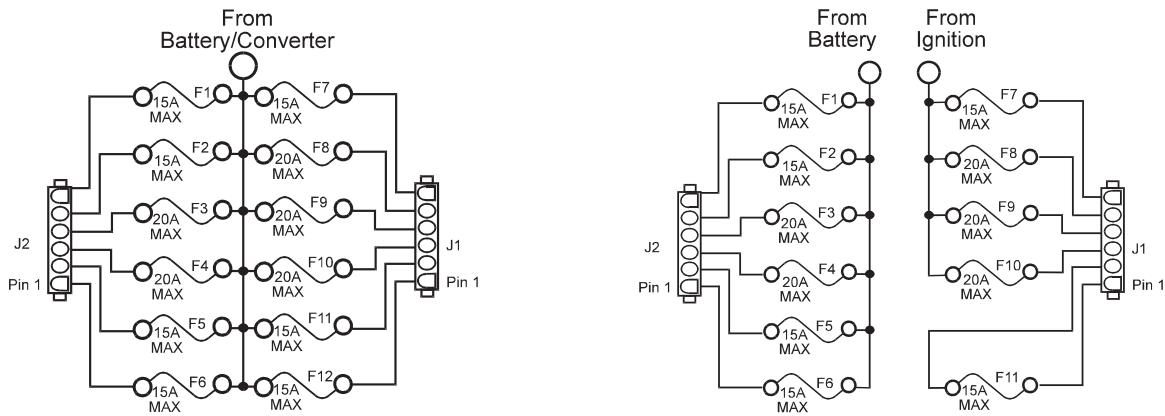 From
Battery/Converter
F1
15A
MAX
F7
15A
MAX
F2
15A
MAX
F8
20A
MAX
F3
20A
MAX
F9
20A
MAX
F4
20A
MAX
F10
20A
MAX
F5
15A
MAX
F11
15A
MAX
F6
15A
MAX
F12
15A
MAX
J2
Pin 1
J1
Pin 1
From
Battery
From
Ignition
F1
15A
MAX
F7
15A
MAX
F2
15A
MAX
F8
20A
MAX
F3
20A
MAX
F9
20A
MAX
F4
20A
MAX
F10
20A
MAX
F5
15A
MAX
F6
15A
MAX
F11
15A
MAX
J2
Pin 1
J1
Pin 1